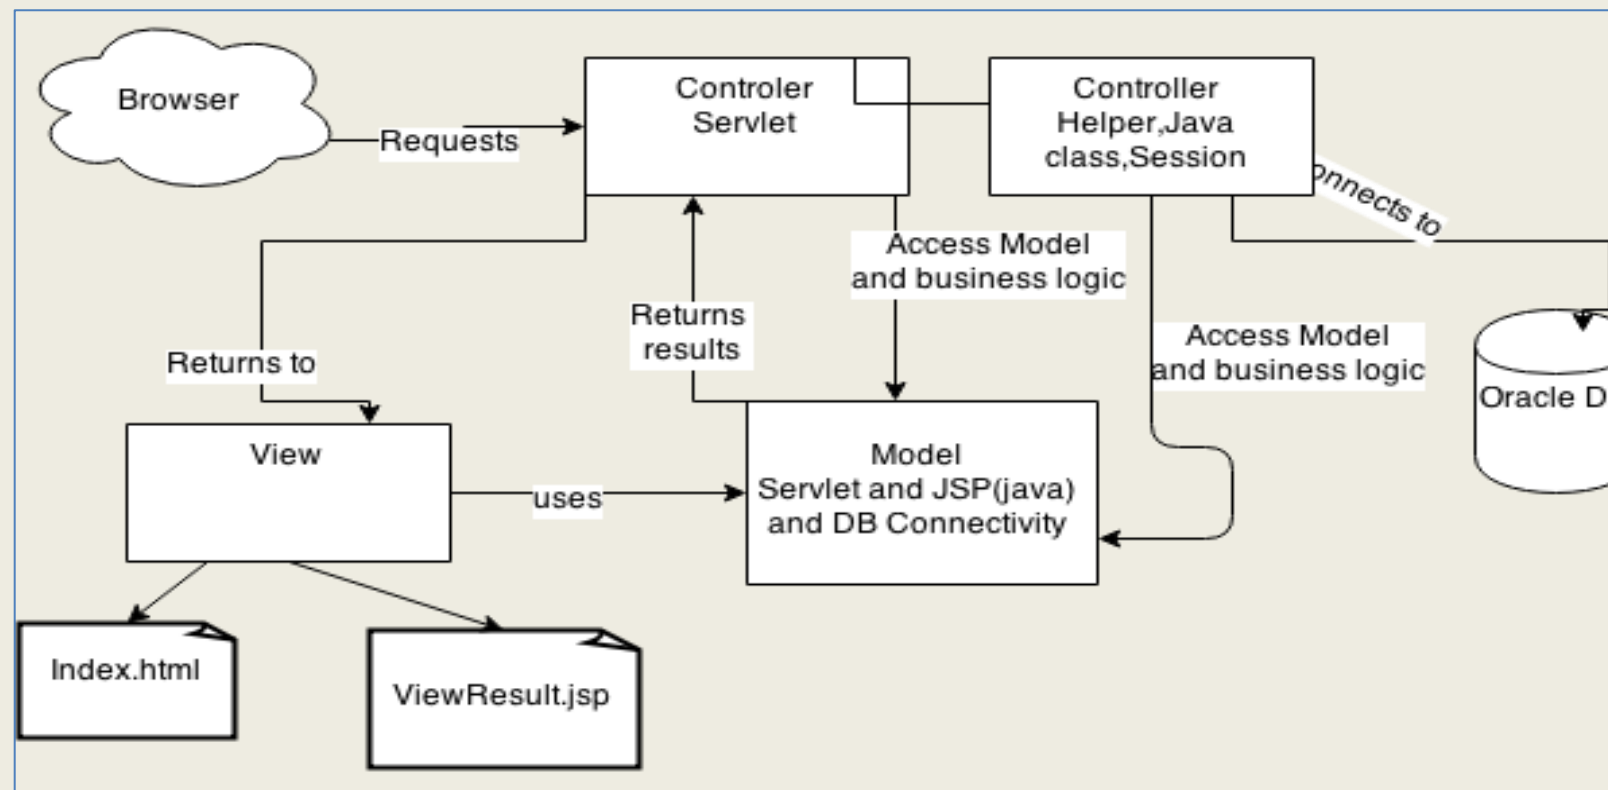 Browser
Requests
Controler
Servlet
Controller
Helper,Java
class,Session
onnects to
Access Model
and business logic
Returns
results
Access Model
and business logic
Returns to
Oracle D
View
uses
Model
Servlet and JSP(java)
and DB Connectivity
Index.html
ViewResult.jsp